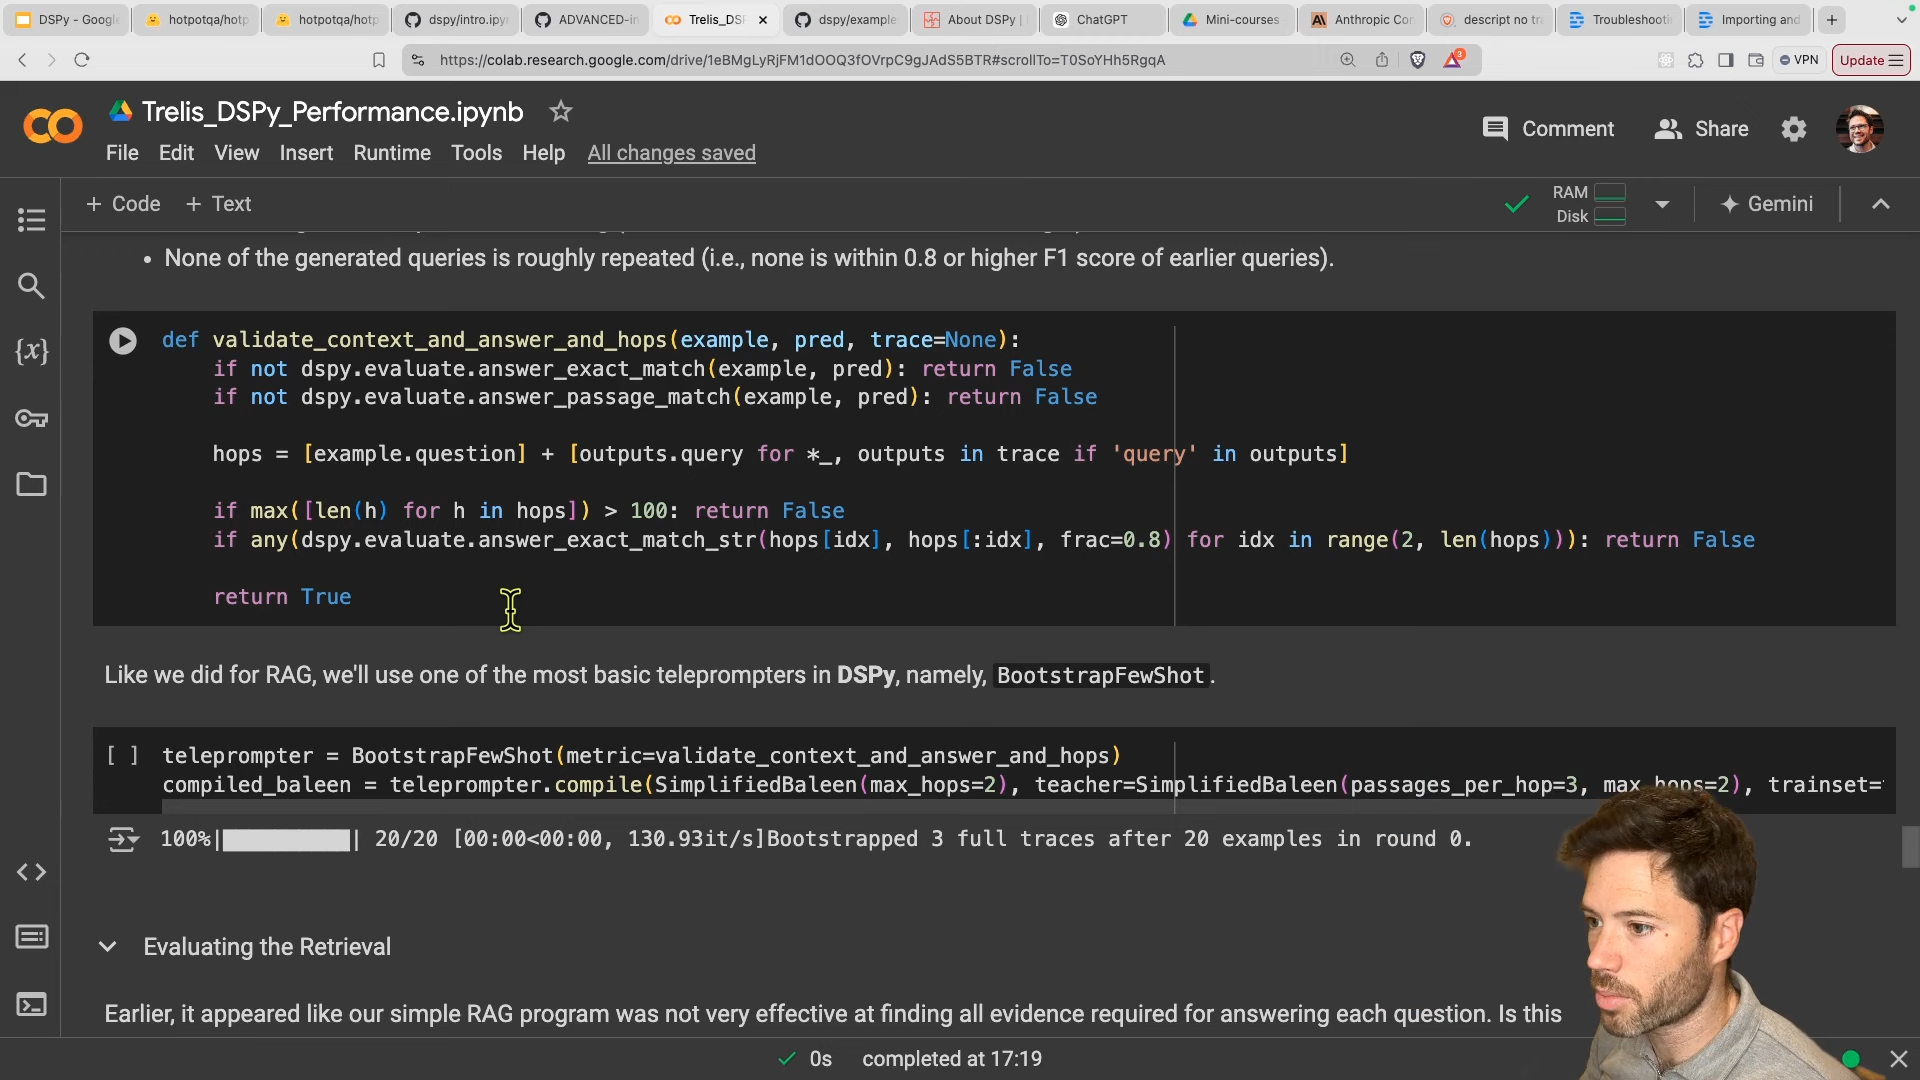 DSPy - Google
hotpotqa/hotp
hotpotqa/hotp
dspy/intro.ipy
ADVANCED-in
Trelis_DSP
dspy/example
About DSPy |
ChatGPT
Mini-courses
Anthropic Con
descript no tra
Troubleshooti
Importing and
https://colab.research.google.com/drive/1eBMgLyRjFM1dOOQ3fOVrpC9gJAdS5BTR#scrollTo=T0SoYHh5RgqA
3
VPN
Update
Trelis_DSPy_Performance.ipynb
Comment
Share
File Edit View Insert Runtime Tools Help All changes saved
+ Code + Text
RAM
Disk
Gemini
• None of the generated queries is roughly repeated (i.e., none is within 0.8 or higher F1 score of earlier queries).
def validate_context_and_answer_and_hops(example, pred, trace=None):
if not dspy.evaluate.answer_exact_match(example, pred): return False
if not dspy.evaluate.answer_passage_match(example, pred): return False
hops = [example.question] + [outputs.query for *_, outputs in trace if 'query' in outputs]
if max([len(h) for h in hops]) > 100: return False
if any(dspy.evaluate.answer_exact_match_str(hops[idx], hops[:idx], frac=0.8) for idx in range(2, len(hops))): return False
return True
Like we did for RAG, we'll use one of the most basic teleprompters in DSPy, namely, BootstrapFewShot.
[ ] teleprompter = BootstrapFewShot(metric=validate_context_and_answer_and_hops)
compiled_baleen = teleprompter.compile(SimplifiedBaleen(max_hops=2), teacher=SimplifiedBaleen(passages_per_hop=3, max_hops=2), trainset=
100%| | 20/20 [00:00<00:00, 130.93it/s]Bootstrapped 3 full traces after 20 examples in round 0.
Evaluating the Retrieval
Earlier, it appeared like our simple RAG program was not very effective at finding all evidence required for answering each question. Is this
0s completed at 17:19